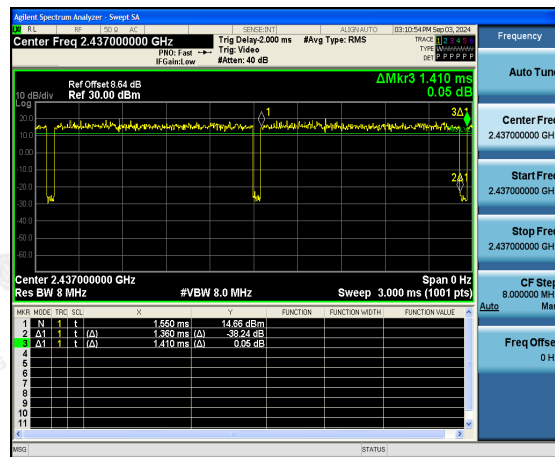 Agilent Spectrum Analyzer - Swept SA
RL RF 50 Ω AC SENSE:INT ALIGN AUTO 03:10:54 PM Sep 03, 2024
Center Freq 2.437000000 GHz
PNO: Fast
IFGain:Low
Trig Delay-2.000 ms
Trig: Video
#Atten: 40 dB
#Avg Type: RMS
TRACE 1 2 3 4 5 6
TYPE W
DET P P P P P P
Frequency
Auto Tune
Ref Offset 8.64 dB
Ref 30.00 dBm
10 dB/div
Log
ΔMkr3 1.410 ms
0.05 dB
20.0
10.0
0.00
-10.0
-20.0
-30.0
-40.0
-50.0
-60.0
1
3Δ1
2Δ1
Center Freq
2.437000000 GH
Start Freq
2.437000000 GH
Stop Freq
2.437000000 GH
CF Step
8.000000 MH
Auto Man
Freq Offse
0 H
Center 2.437000000 GHz Span 0 Hz
Res BW 8 MHz #VBW 8.0 MHz Sweep 3.000 ms (1001 pts)
MKR MODE TRC SCL X Y FUNCTION FUNCTION WIDTH FUNCTION VALUE
1 N 1 t 1.550 ms 14.66 dBm
2 Δ1 1 t (Δ) 1.360 ms (Δ) -38.24 dB
3 Δ1 1 t (Δ) 1.410 ms (Δ) 0.05 dB
4
5
6
7
8
9
10
11
MSG STATUS